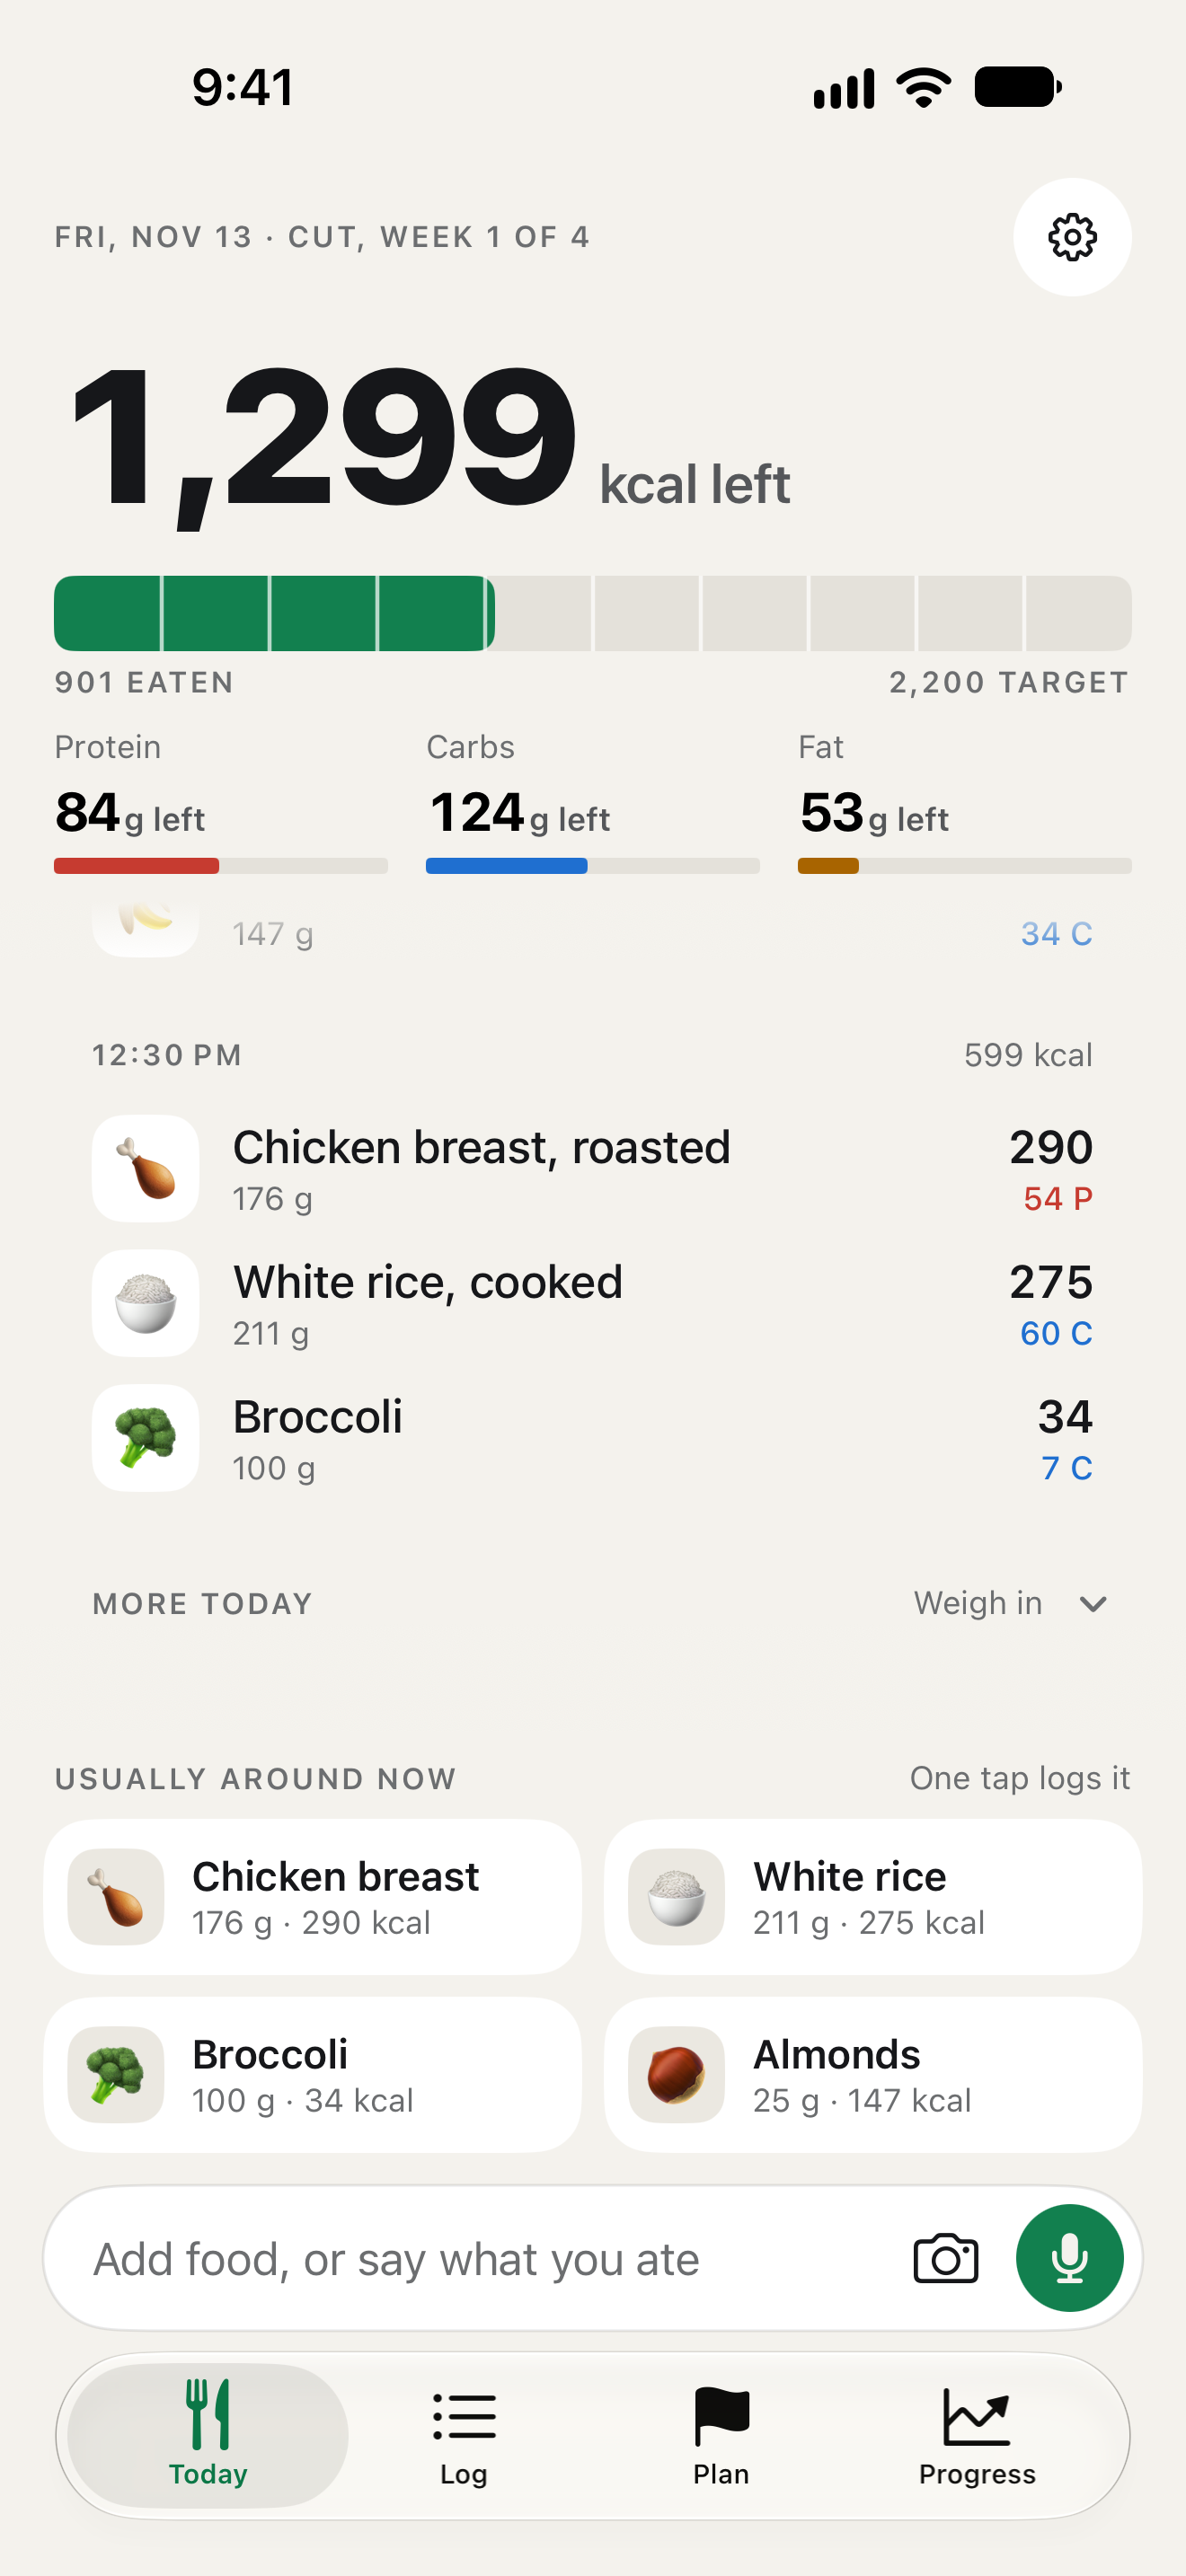 9:41
FRI, NOV 13 · CUT, WEEK 1 OF 4
1,299 kcal left
901 EATEN 2,200 TARGET
Protein Carbs Fat
84 g left 124 g left 53 g left
147 g 34 C
12:30 PM 599 kcal
Chicken breast, roasted 290
176 g 54 P
White rice, cooked 275
211 g 60 C
Broccoli 34
100 g 7 C
MORE TODAY Weigh in
USUALLY AROUND NOW One tap logs it
Chicken breast White rice
176 g · 290 kcal 211 g · 275 kcal
Broccoli Almonds
100 g · 34 kcal 25 g · 147 kcal
Add food, or say what you ate
Today Log Plan Progress